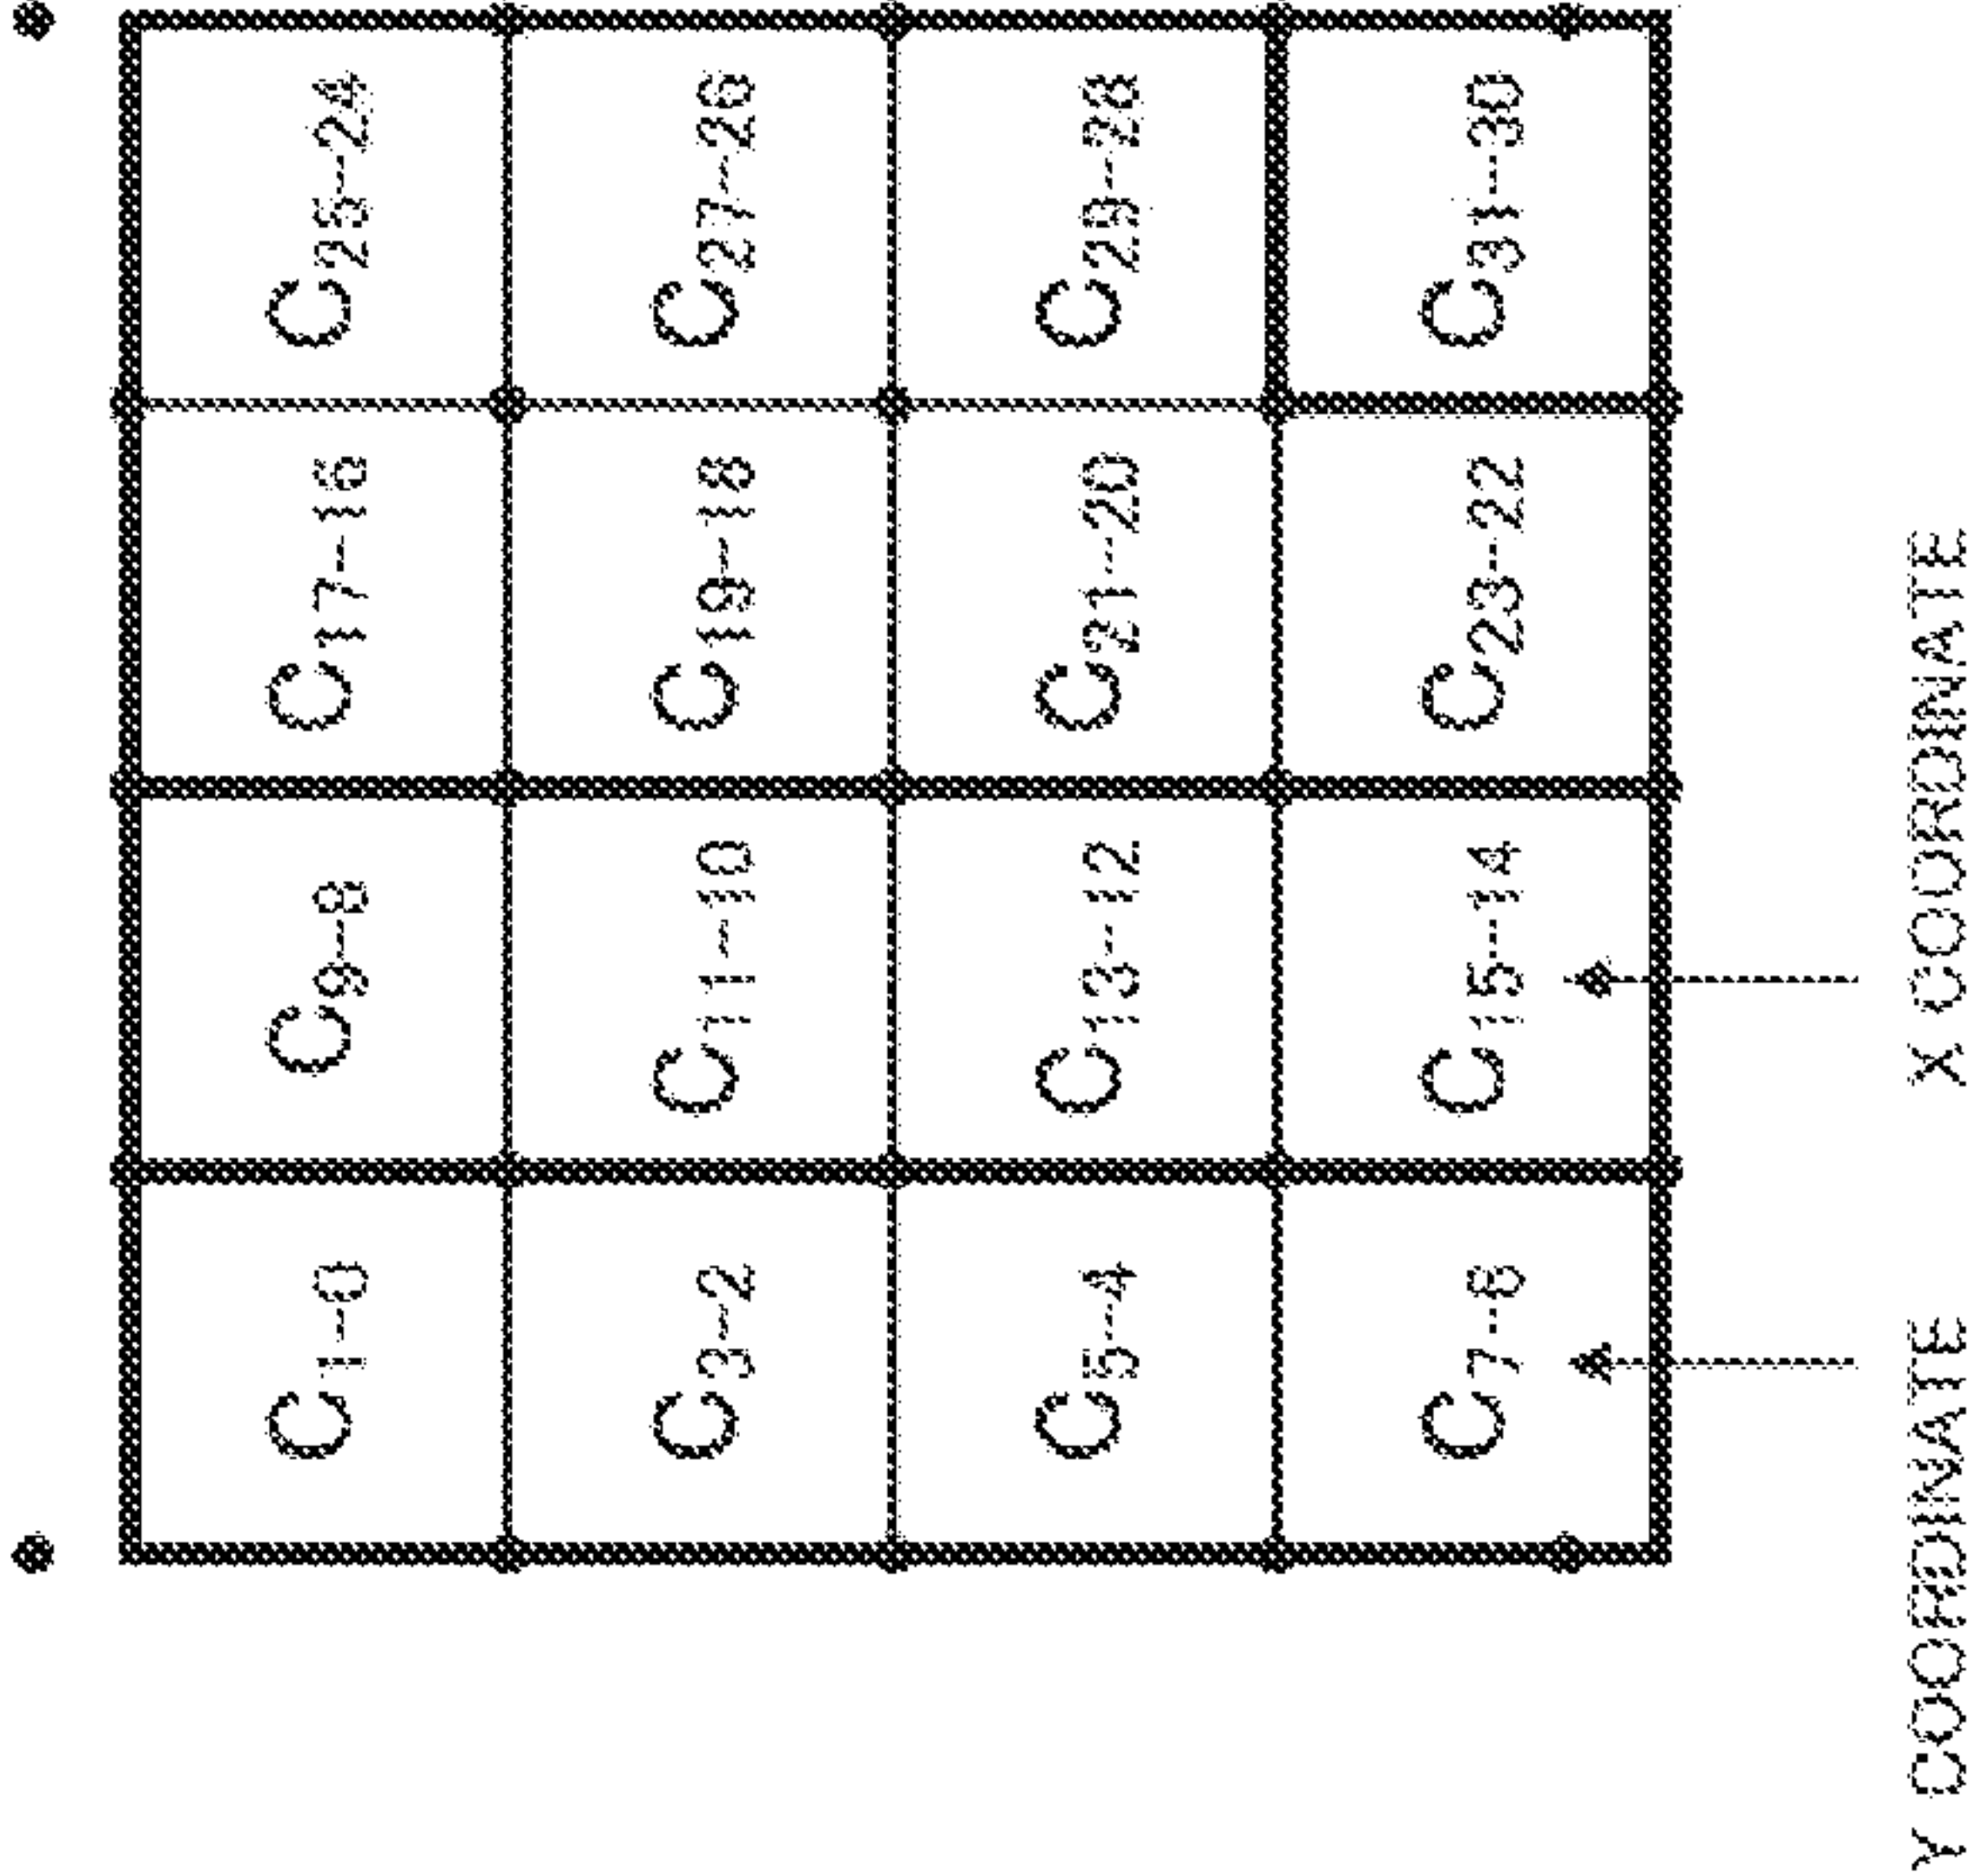 C1-0 C9-8 C17-16 C25-24
C3-2 C11-10 C19-18 C27-26
C5-4 C13-12 C21-20 C29-28
C7-8 C15-14 C23-22 C31-30
Y COORDINATE X COORDINATE